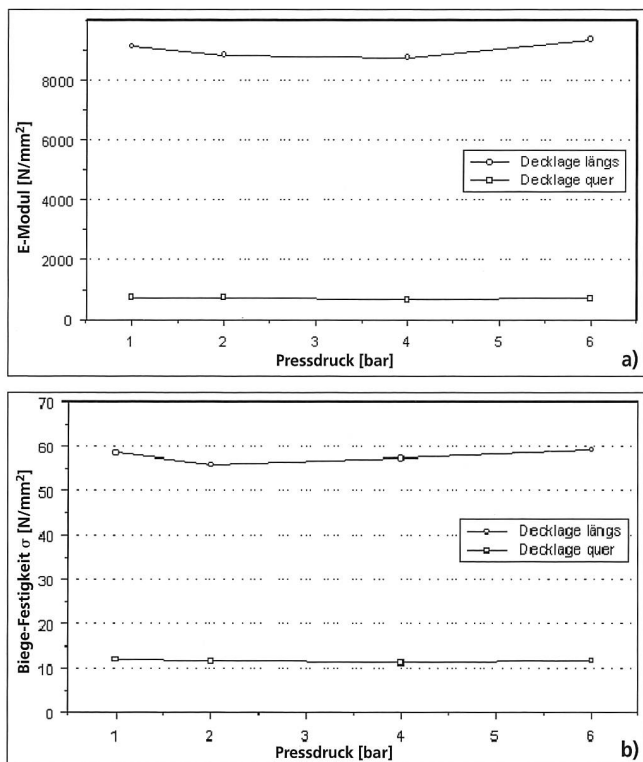 8000
6000
4000
2000
0
E-Modul [N/mm²]
Decklage längs
Decklage quer
1 2 3 4 5 6
Pressdruck [bar]
a)
70
60
50
40
30
20
10
0
Biege-Festigkeit σ [N/mm²]
Decklage längs
Decklage quer
1 2 3 4 5 6
Pressdruck [bar]
b)